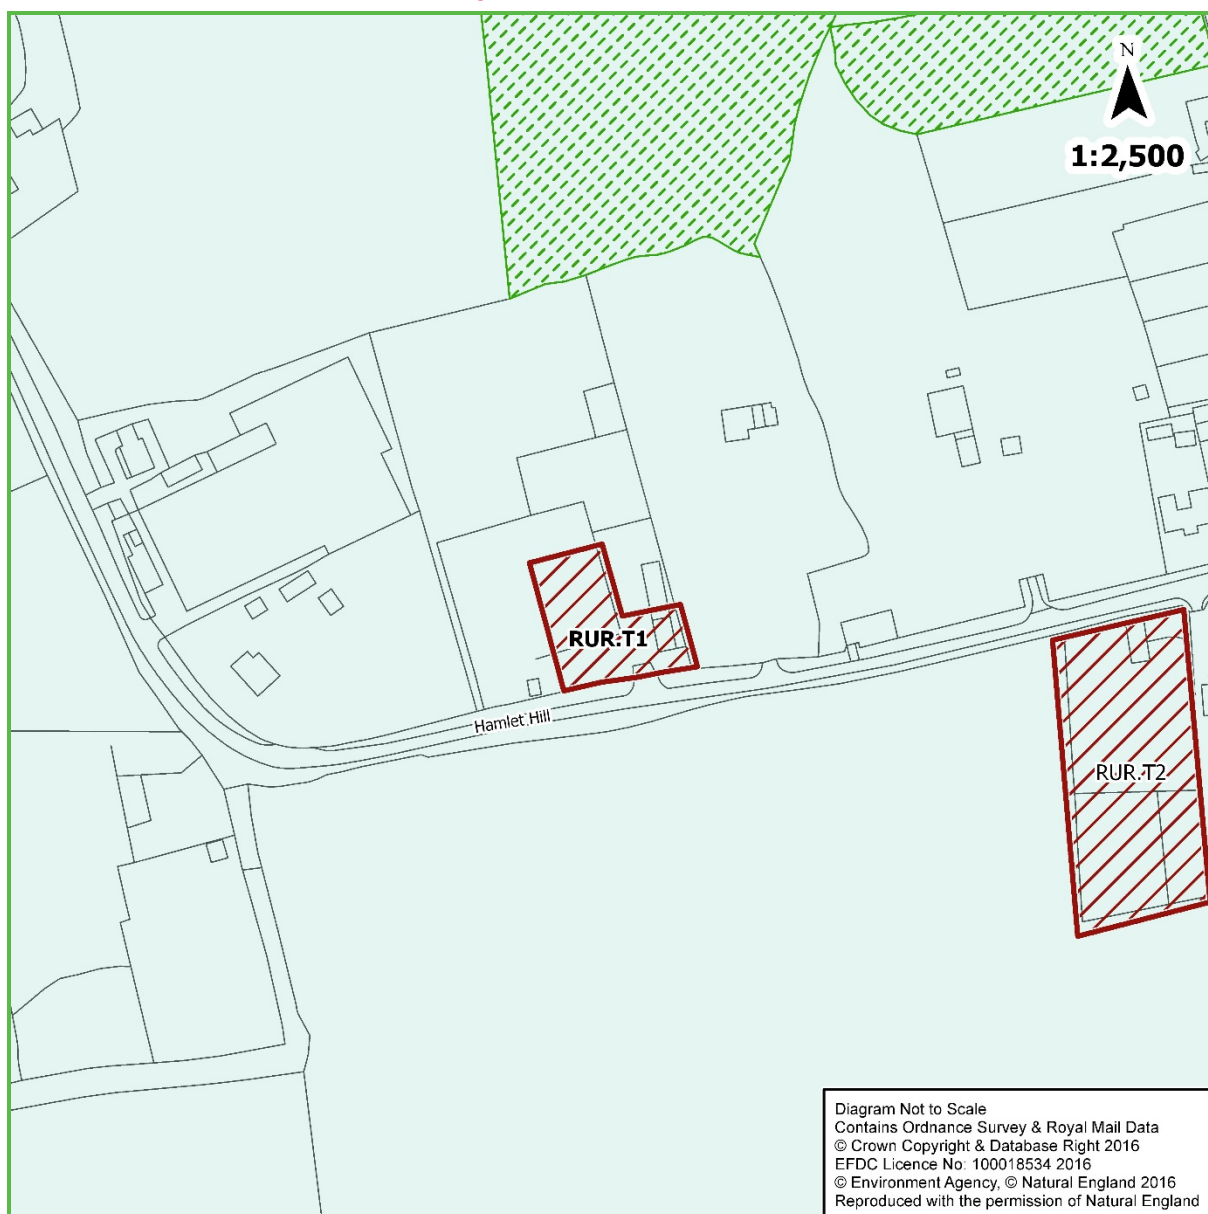 N
1:2,500
RUR.T1
Hamlet Hill
RUR.T2
Diagram Not to Scale
Contains Ordnance Survey & Royal Mail Data
© Crown Copyright & Database Right 2016
EFDC Licence No: 100018534 2016
© Environment Agency, © Natural England 2016
Reproduced with the permission of Natural England